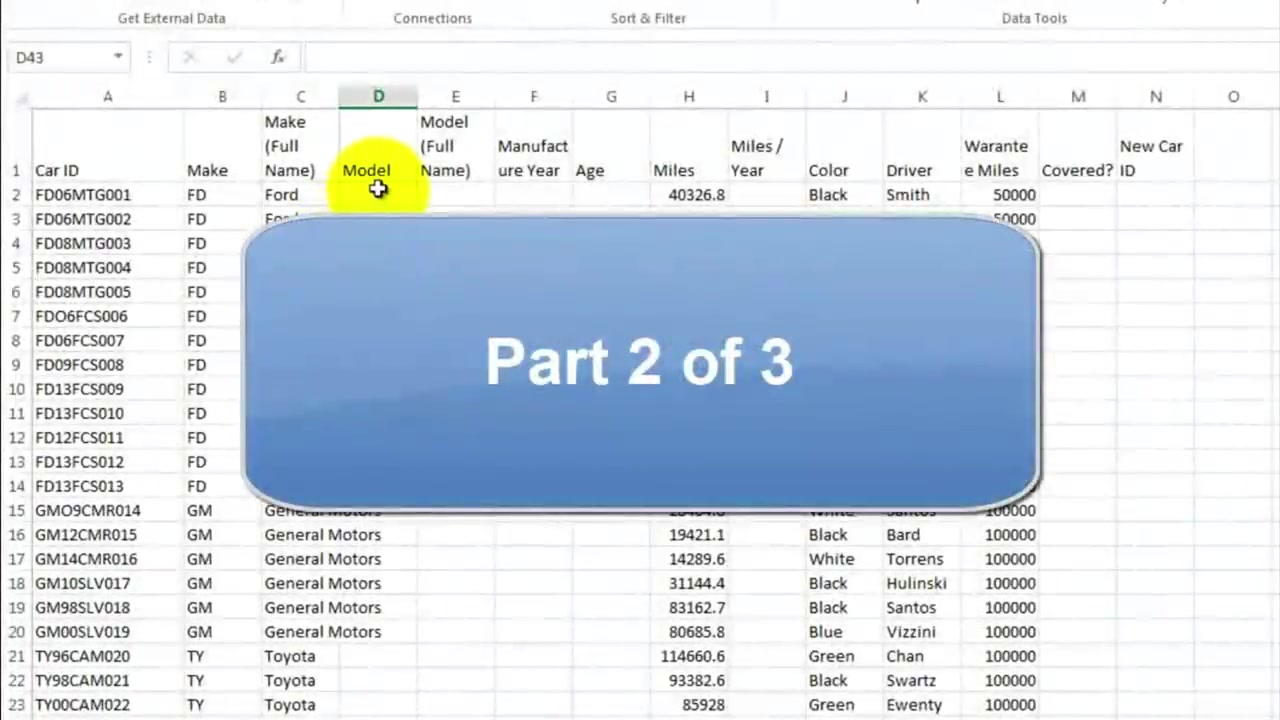 Get External Data Connections Sort & Filter Data Tools
D43 fx
A B C D E F G H I J K L M N O
Make Model
(Full (Full Manufact Miles / Warante New Car
1 Car ID Make Name) Model Name) ure Year Age Miles Year Color Driver e Miles Covered? ID
2 FD06MTG001 FD Ford 40326.8 Black Smith 50000
3 FD06MTG002 FD Ford 50000
4 FD08MTG003 FD
5 FD08MTG004 FD
6 FD08MTG005 FD
7 FDO6FCS006 FD
8 FD06FCS007 FD
Part 2 of 3
9 FD09FCS008 FD
10 FD13FCS009 FD
11 FD13FCS010 FD
12 FD12FCS011 FD
13 FD13FCS012 FD
14 FD13FCS013 FD
15 GMO9CMR014 GM General Motors White Santos 100000
16 GM12CMR015 GM General Motors 19421.1 Black Bard 100000
17 GM14CMR016 GM General Motors 14289.6 White Torrens 100000
18 GM10SLV017 GM General Motors 31144.4 Black Hulinski 100000
19 GM98SLV018 GM General Motors 83162.7 Black Santos 100000
20 GM00SLV019 GM General Motors 80685.8 Blue Vizzini 100000
21 TY96CAM020 TY Toyota 114660.6 Green Chan 100000
22 TY98CAM021 TY Toyota 93382.6 Black Swartz 100000
23 TY00CAM022 TY Toyota 85928 Green Ewenty 100000